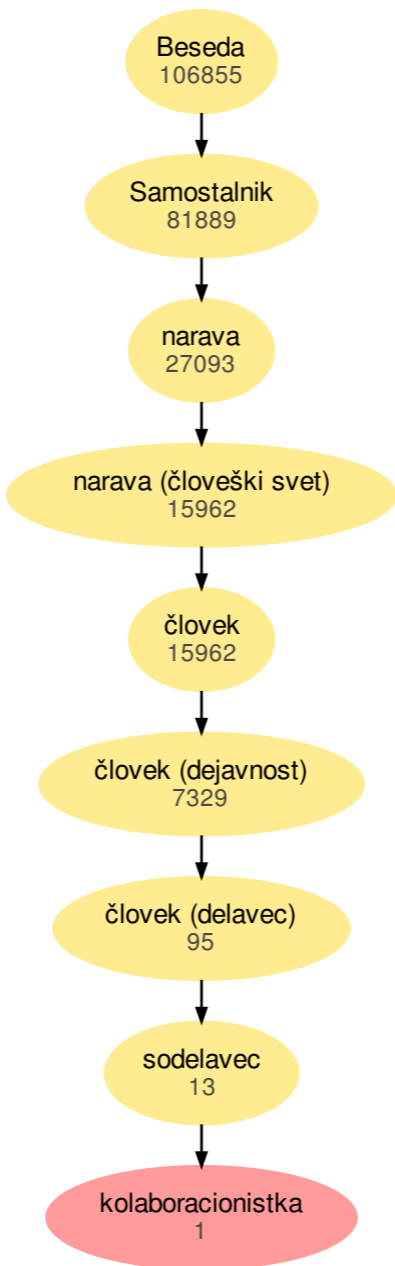 Beseda
106855
Samostalnik
81889
narava
27093
narava (človeški svet)
15962
človek
15962
človek (dejavnost)
7329
človek (delavec)
95
sodelavec
13
kolaboracionistka
1